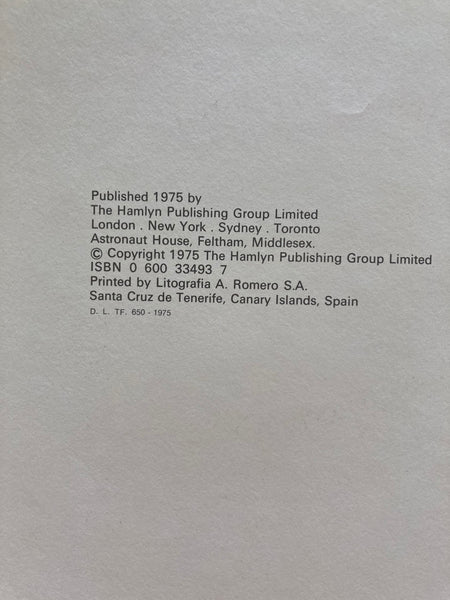 Published 1975 by
The Hamlyn Publishing Group Limited
London . New York . Sydney . Toronto
Astronaut House, Feltham, Middlesex.
© Copyright 1975 The Hamlyn Publishing Group Limited
ISBN 0 600 33493 7
Printed by Litografia A. Romero S.A.
Santa Cruz de Tenerife, Canary Islands, Spain
D. L. TF. 650 - 1975